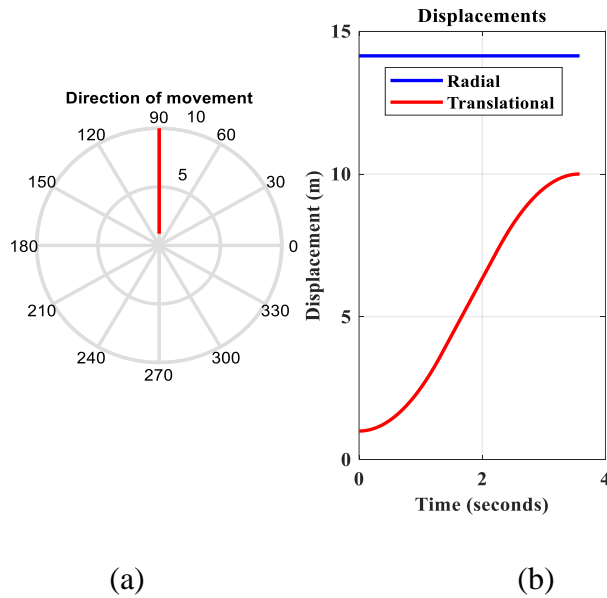 Direction of movement
90
10
120
60
5
150
30
180
0
210
330
240
300
270
(a)
Displacements
15
Radial
Translational
10
5
0
Displacement (m)
0 2 4
Time (seconds)
(b)